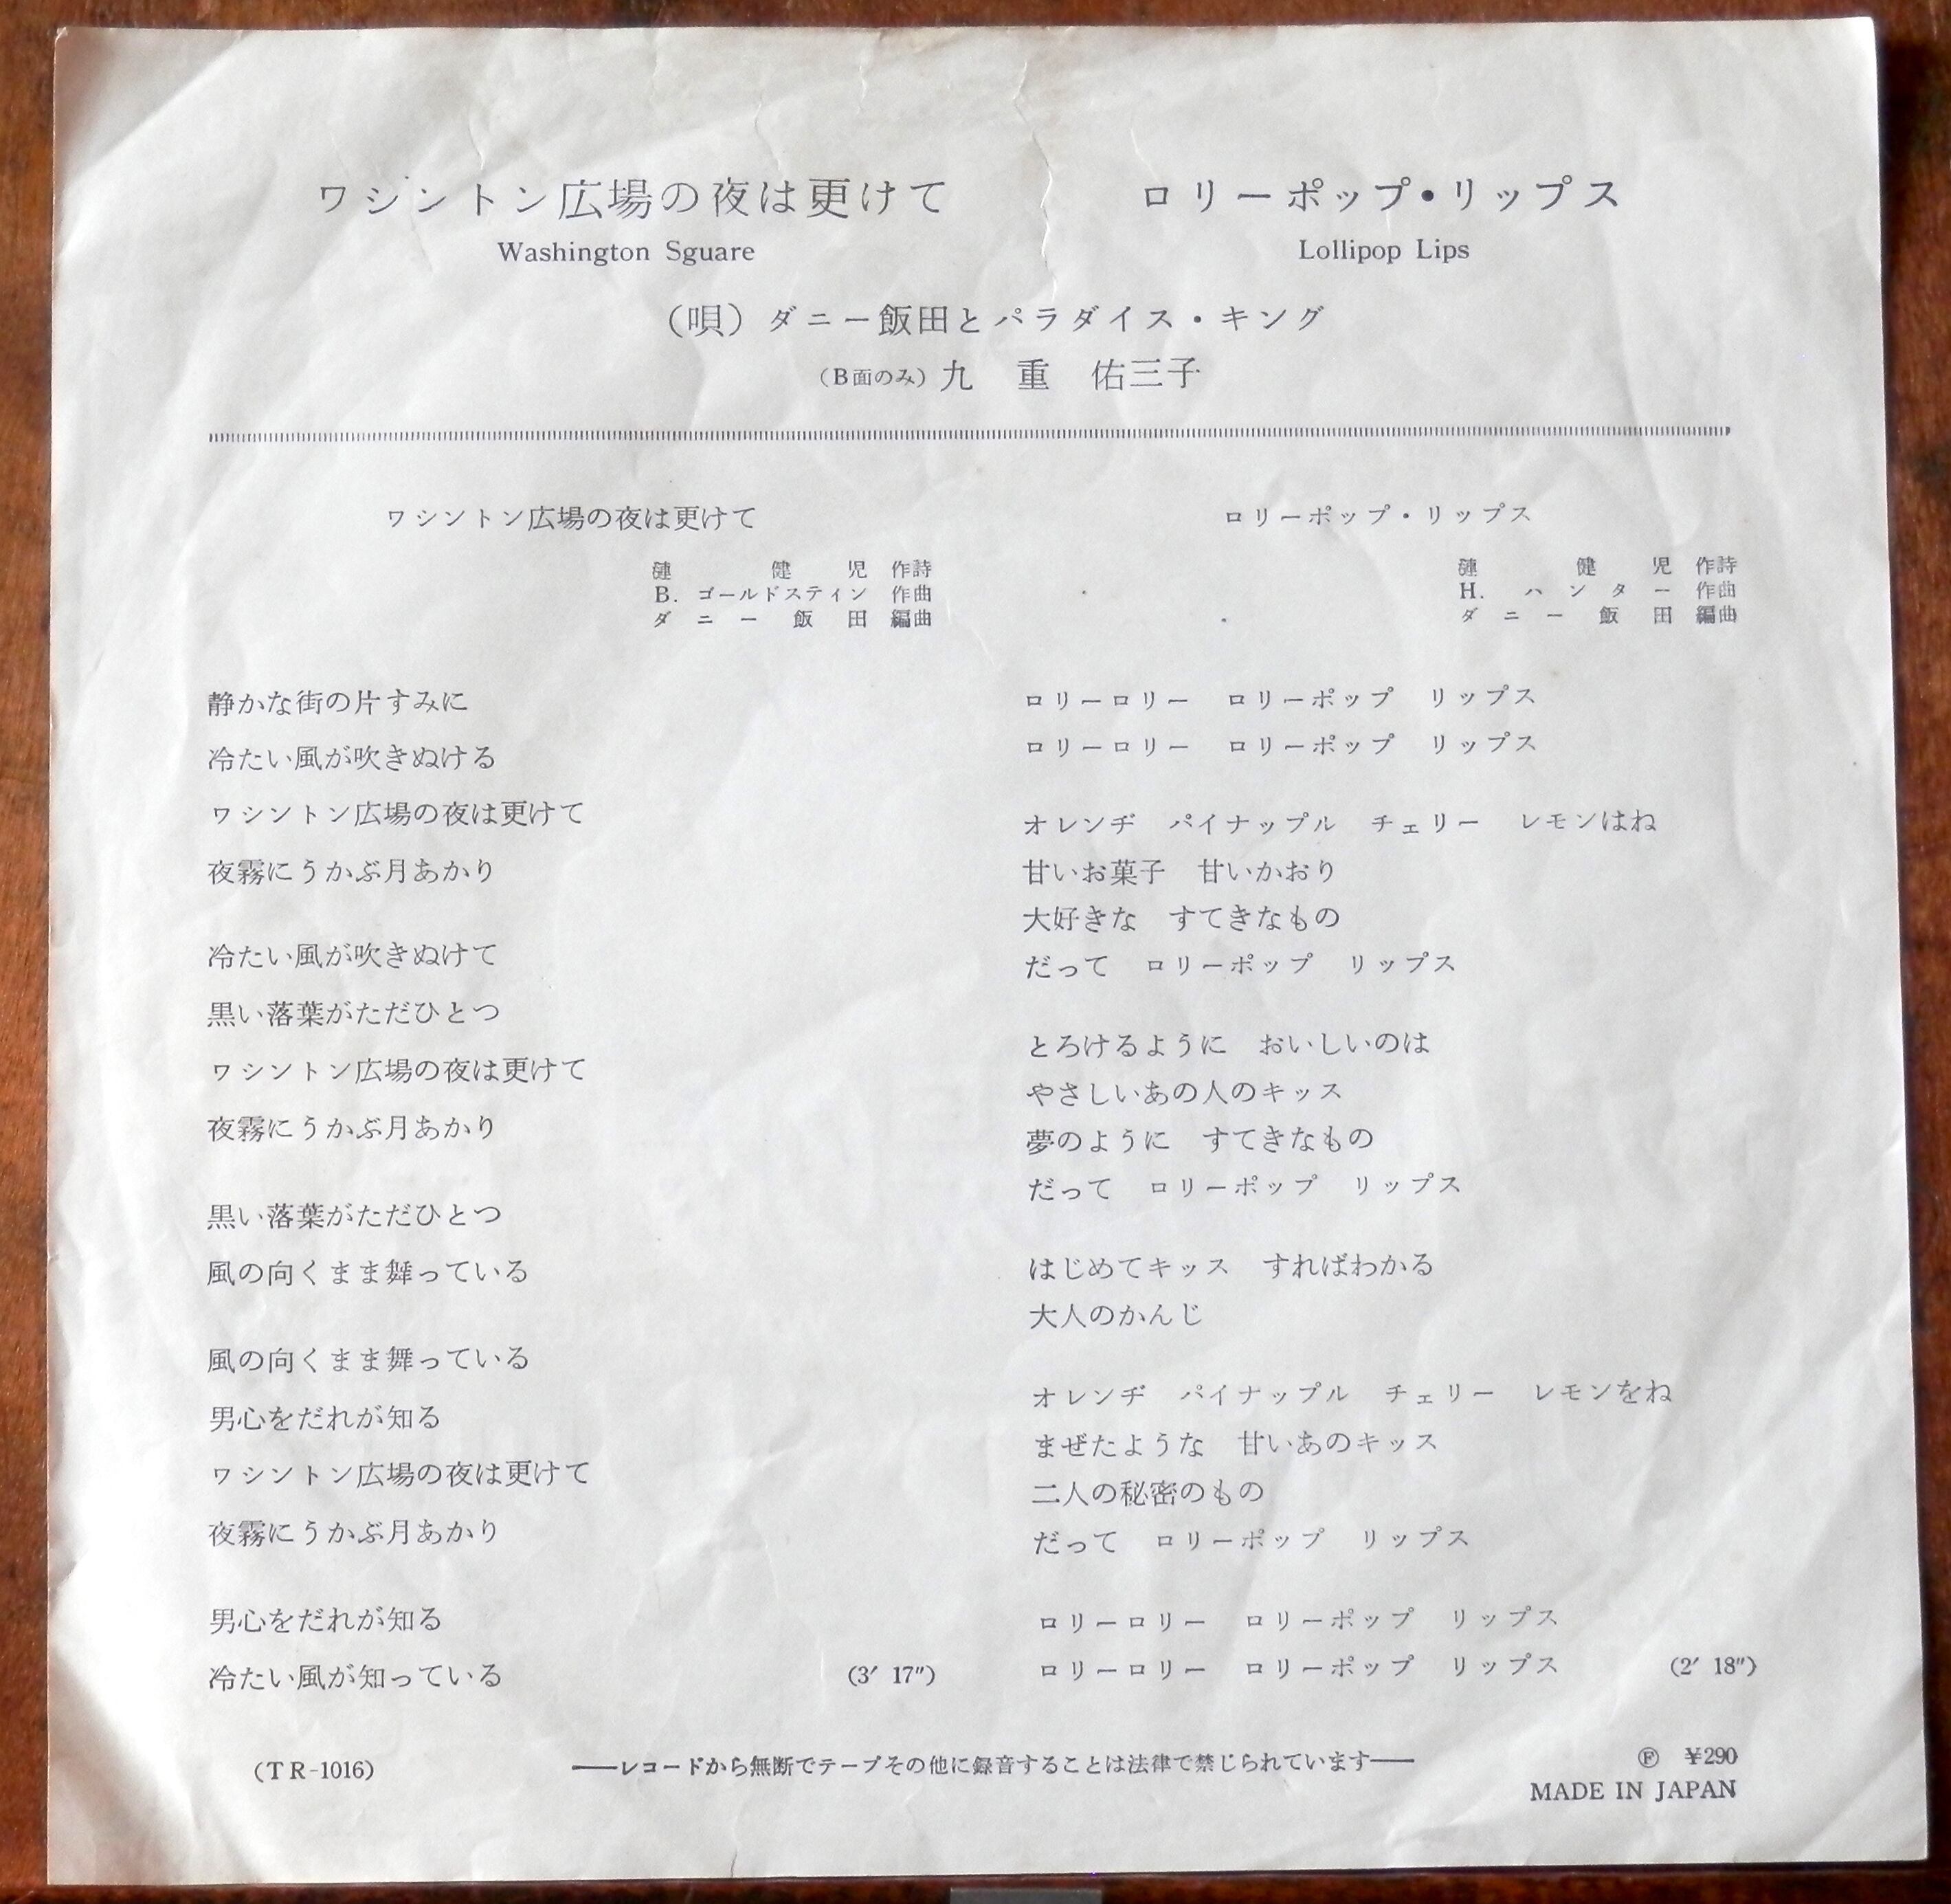 ワシントン広場の夜は更けて
Washington Sguare
ロリーポップ・リップス
Lollipop Lips
(唄) ダニー飯田とパラダイス・キング
(B面のみ) 九 重 佑三子
ワシントン広場の夜は更けて
漣 健 児 作詩
B. ゴールドスティン 作曲
ダニー 飯 田 編曲
静かな街の片すみに
冷たい風が吹きぬける
ワシントン広場の夜は更けて
夜霧にうかぶ月あかり
冷たい風が吹きぬけて
黒い落葉がただひとつ
ワシントン広場の夜は更けて
夜霧にうかぶ月あかり
黒い落葉がただひとつ
風の向くまま舞っている
風の向くまま舞っている
男心をだれが知る
ワシントン広場の夜は更けて
夜霧にうかぶ月あかり
男心をだれが知る
冷たい風が知っている
(3′ 17″)
ロリーポップ・リップス
漣 健 児 作詩
H. ハンター 作曲
ダニー 飯 田 編曲
ロリーロリー ロリーポップ リップス
ロリーロリー ロリーポップ リップス
オレンヂ パイナップル チェリー レモンはね
甘いお菓子 甘いかおり
大好きな すてきなもの
だって ロリーポップ リップス
とろけるように おいしいのは
やさしいあの人のキッス
夢のように すてきなもの
だって ロリーポップ リップス
はじめてキッス すればわかる
大人のかんじ
オレンヂ パイナップル チェリー レモンをね
まぜたような 甘いあのキッス
二人の秘密のもの
だって ロリーポップ リップス
ロリーロリー ロリーポップ リップス
ロリーロリー ロリーポップ リップス
(2′ 18″)
(TR-1016)
──レコードから無断でテープその他に録音することは法律で禁じられています──
Ⓕ ¥290
MADE IN JAPAN